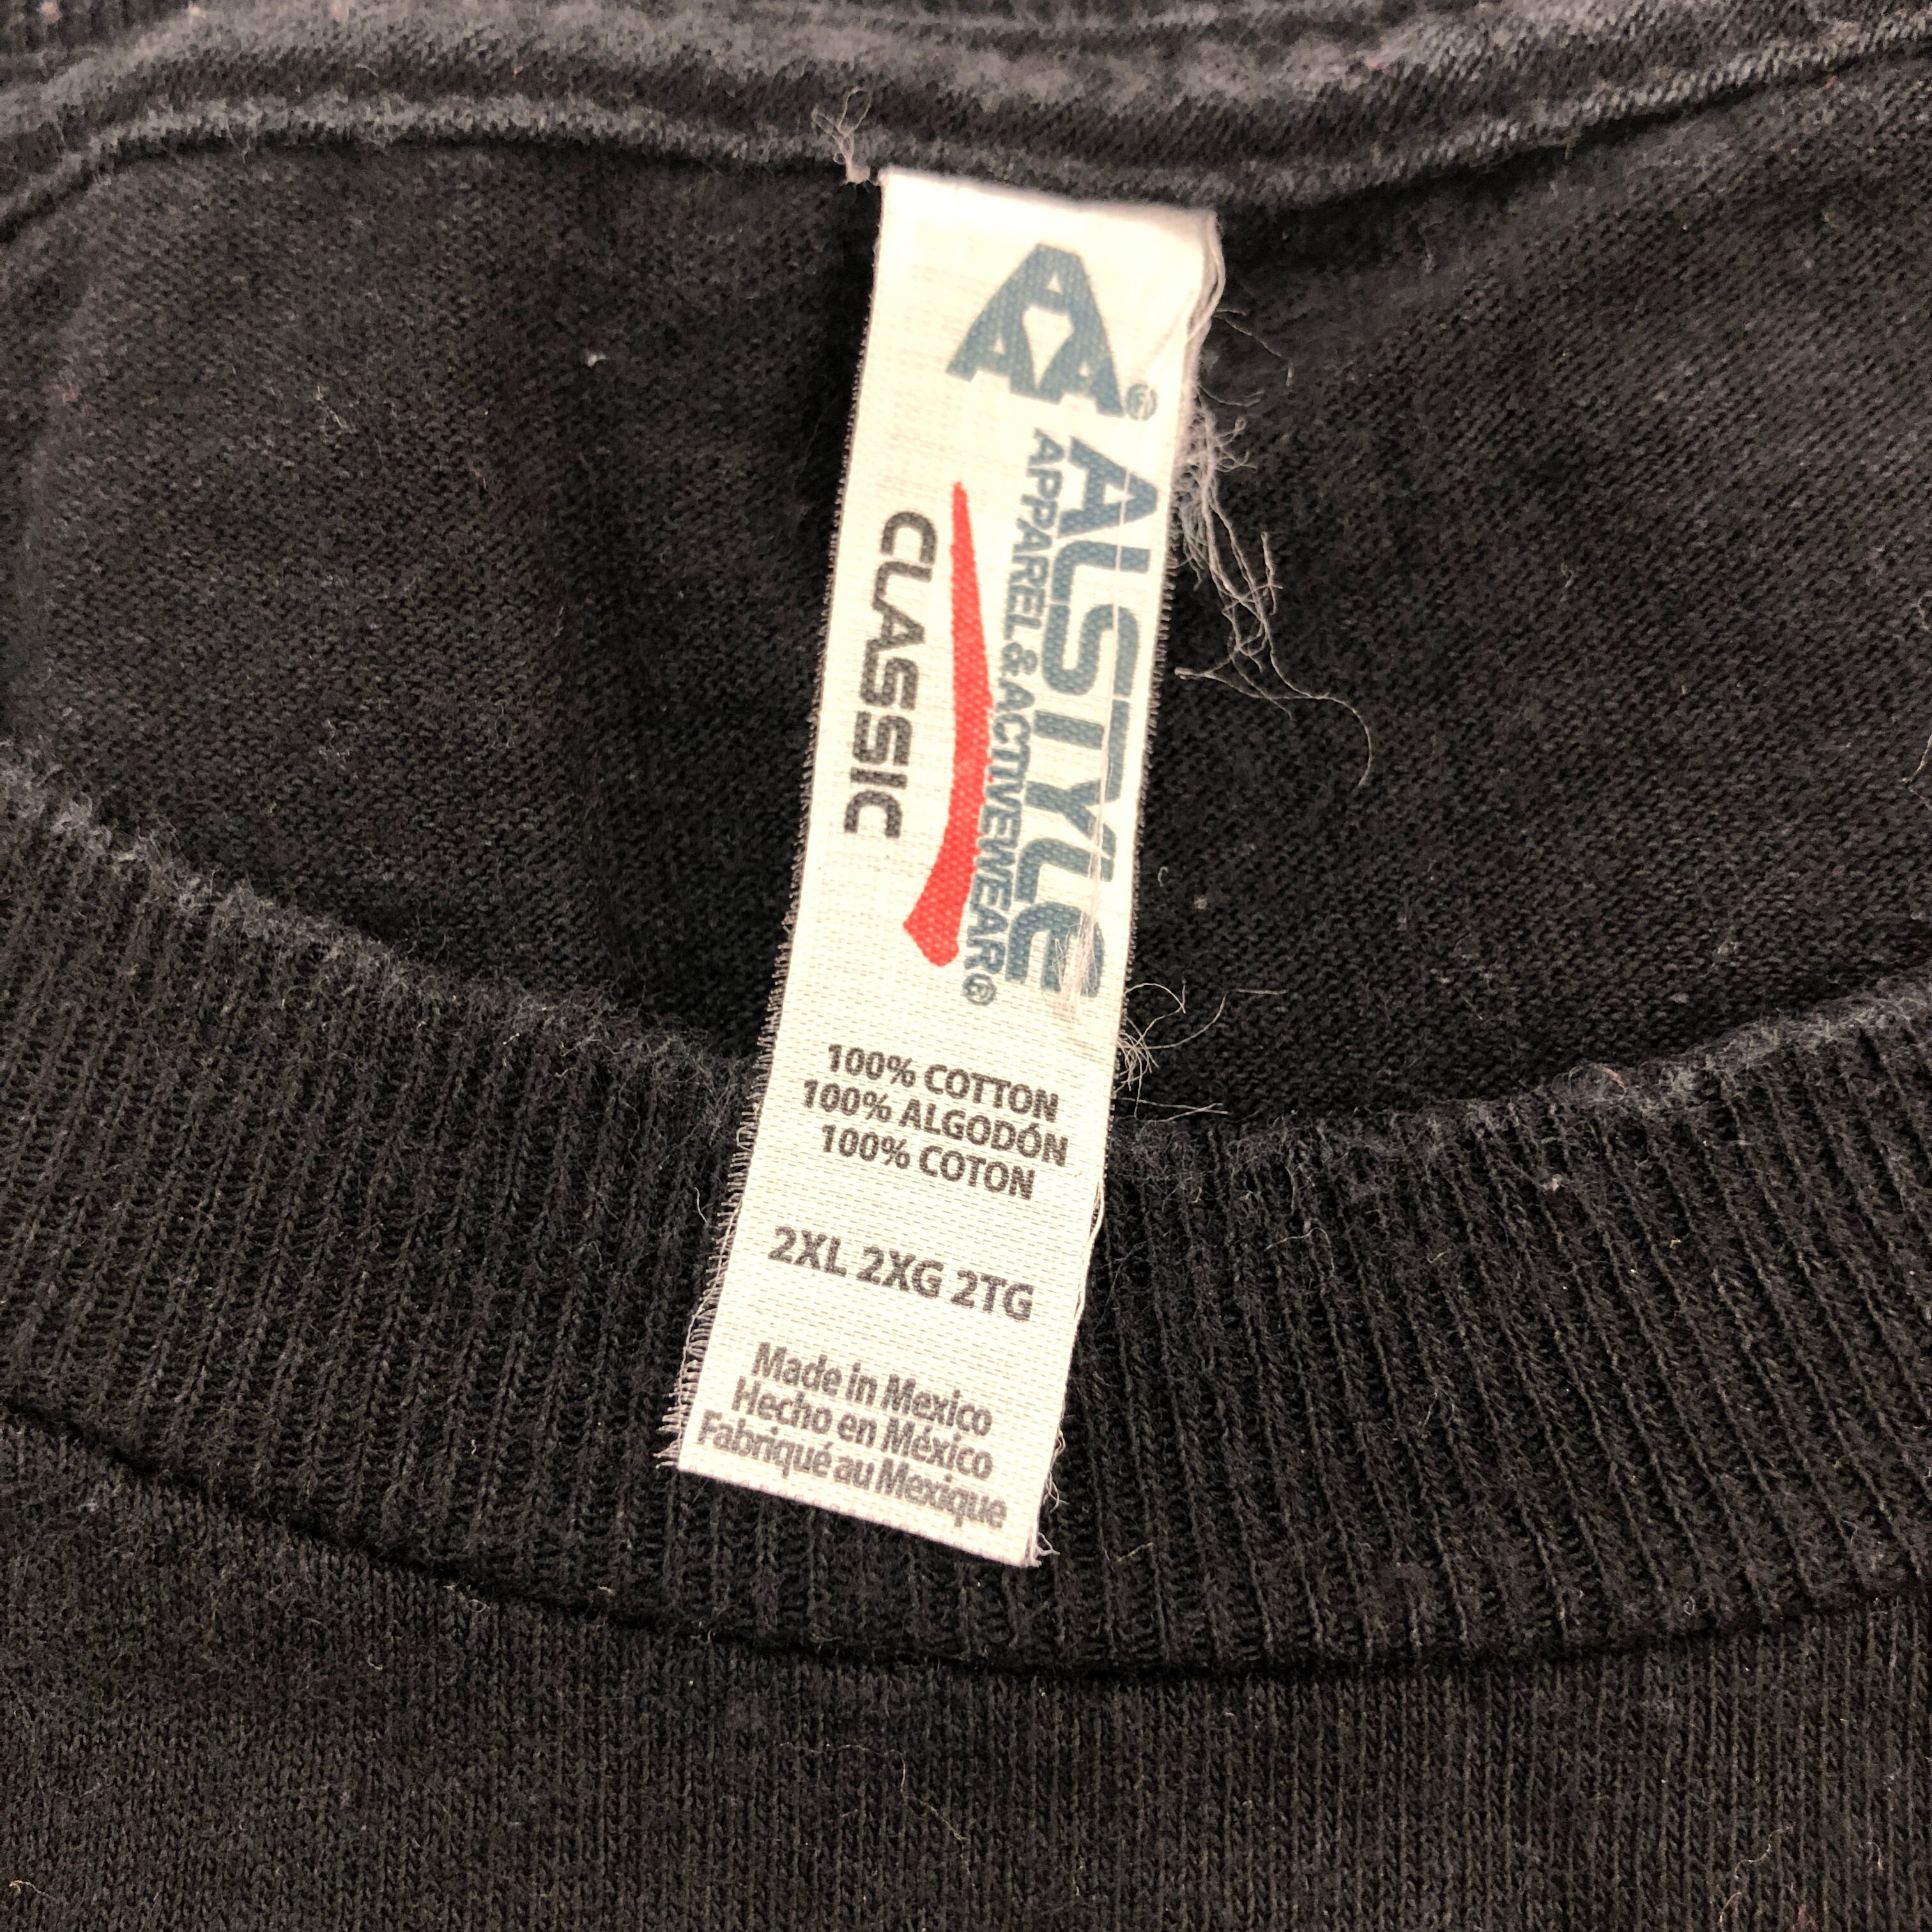 AAA®
ALSTYLE
APPAREL & ACTIVEWEAR®
CLASSIC
100% COTTON
100% ALGODÓN
100% COTON
2XL 2XG 2TG
Made in Mexico
Hecho en México
Fabriqué au Mexique